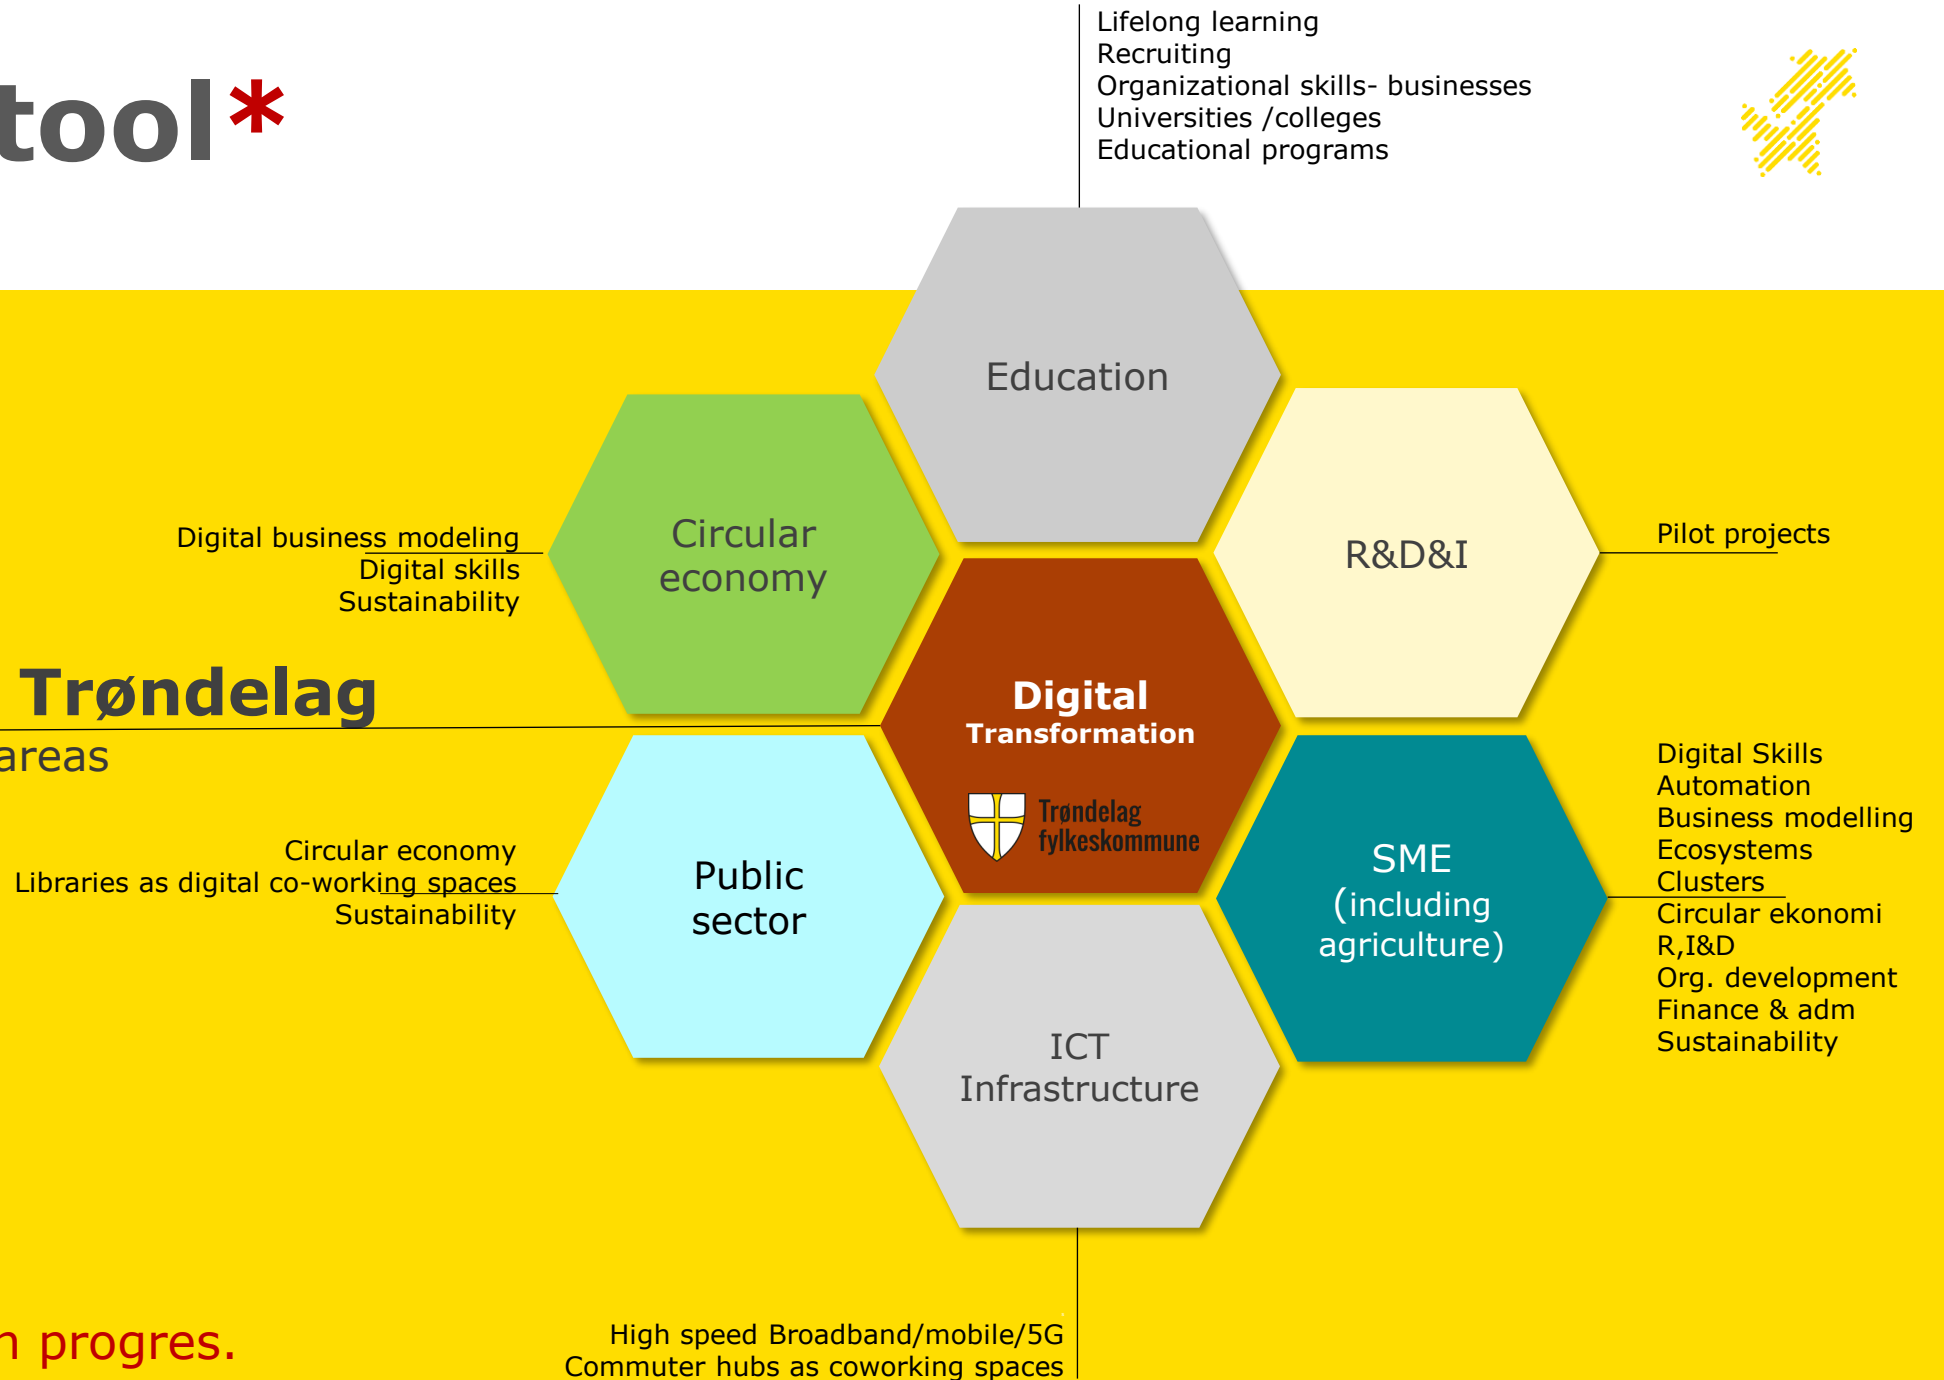 Lifelong learning
Recruiting
Organizational skills- businesses
Universities /colleges
Educational programs
tool*
Education
Circular
economy
R&D&I
Digital business modeling
Digital skills
Sustainability
Pilot projects
Trøndelag
areas
Digital
Transformation
Trøndelag
fylkeskommune
Circular economy
Libraries as digital co-working spaces
Sustainability
Public
sector
SME
(including
agriculture)
Digital Skills
Automation
Business modelling
Ecosystems
Clusters
Circular ekonomi
R,I&D
Org. development
Finance & adm
Sustainability
ICT
Infrastructure
High speed Broadband/mobile/5G
Commuter hubs as coworking spaces
progres.